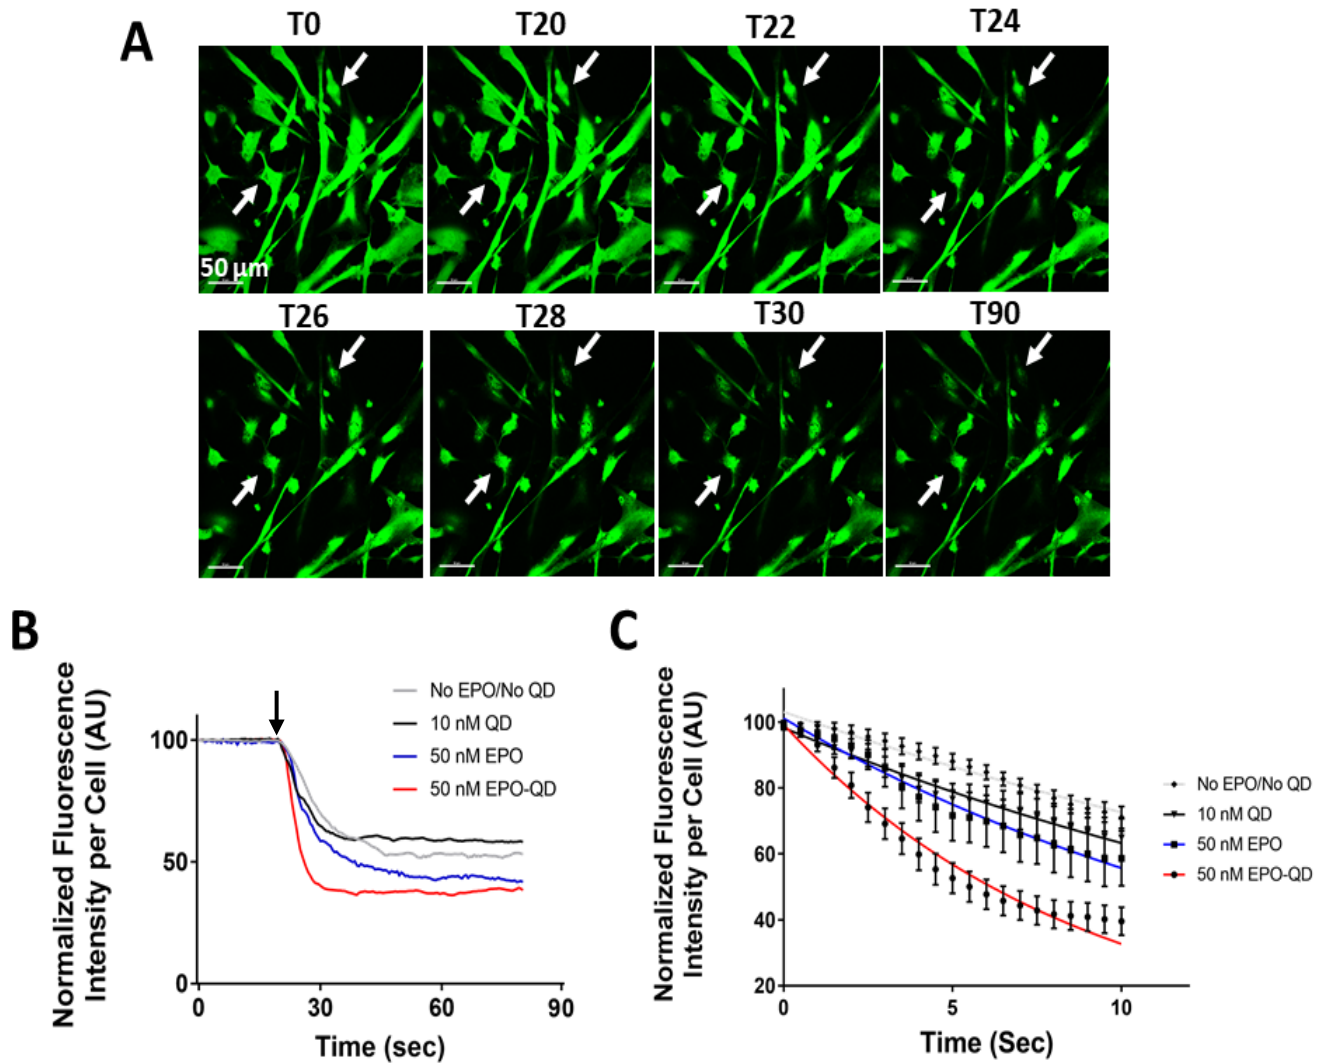 A
T0 T20 T22 T24
50 µm
T26 T28 T30 T90
B
Normalized Fluorescence
Intensity per Cell (AU)
100
50
0
0 30 60 90
Time (sec)
No EPO/No QD
10 nM QD
50 nM EPO
50 nM EPO-QD
C
Normalized Fluorescence
Intensity per Cell (AU)
100
80
60
40
20
0 5 10
Time (Sec)
No EPO/No QD
10 nM QD
50 nM EPO
50 nM EPO-QD